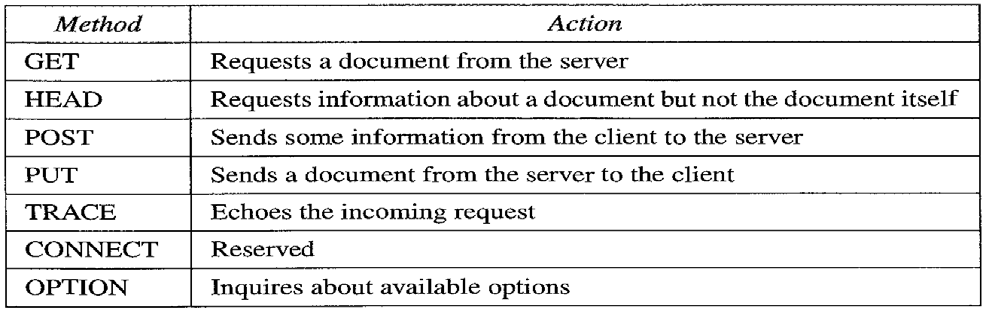 Method Action
GET Requests a document from the server
HEAD Requests information about a document but not the document itself
POST Sends some information from the client to the server
PUT Sends a document from the server to the client
TRACE Echoes the incoming request
CONNECT Reserved
OPTION Inquires about available options